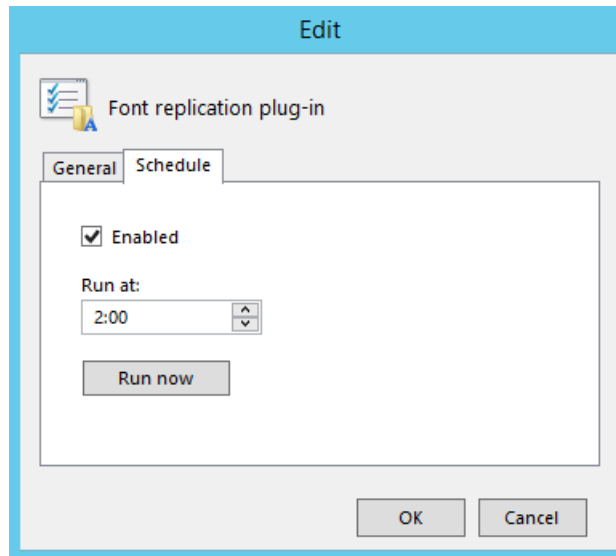 Edit
Font replication plug-in
General Schedule
Enabled
Run at:
2:00
Run now
OK Cancel